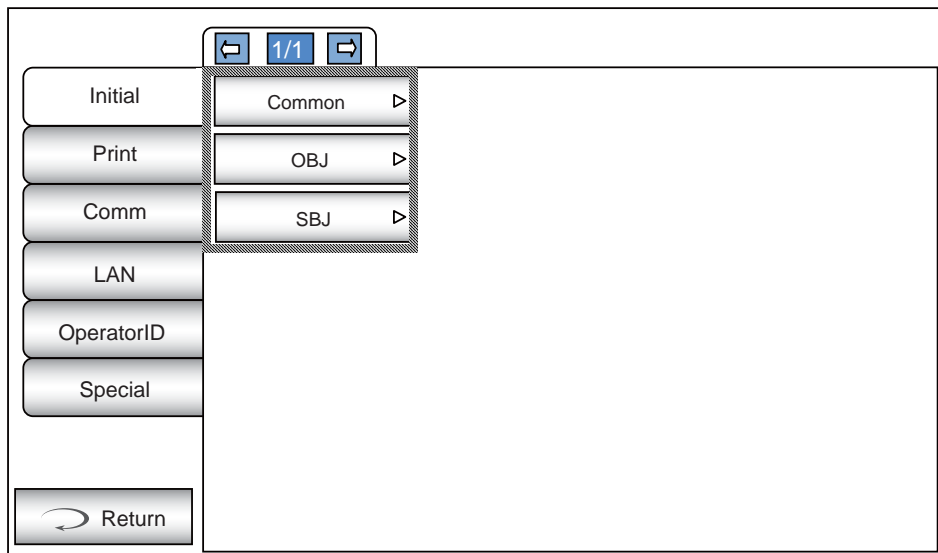 1/1
Initial
Common
Print
OBJ
Comm
SBJ
LAN
OperatorID
Special
Return